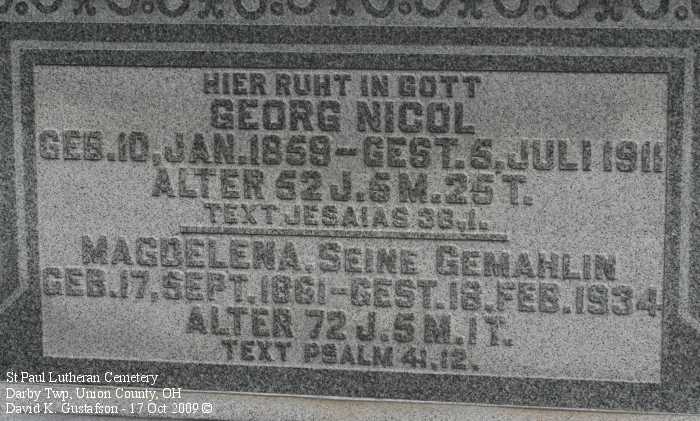 HIER RUHT IN GOTT
GEORG NICOL
GEB. 10, JAN. 1859 – GEST. 5, JULI 1911
ALTER 52 J. 5 M. 25 T.
TEXT JESAIAS 38, 1.
MAGDELENA, SEINE GEMAHLIN
GEB. 17, SEPT. 1861 – GEST. 18, FEB. 1934
ALTER 72 J. 5 M. 1 T.
TEXT PSALM 41, 12.
St Paul Lutheran Cemetery
Darby Twp, Union County, OH
David K. Gustafson - 17 Oct 2009 ©